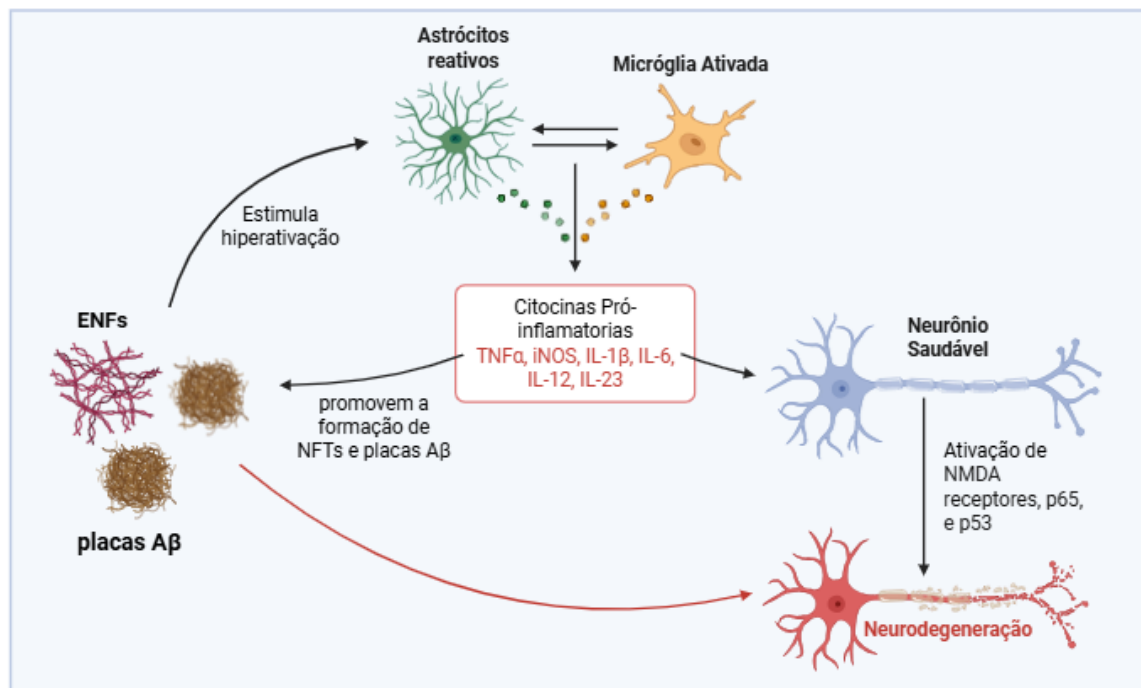 Astrócitos
reativos
Micróglia Ativada
Estimula
hiperativação
ENFs
Citocinas Pró-
inflamatorias
TNFα, iNOS, IL-1β, IL-6,
IL-12, IL-23
Neurônio
Saudável
promovem a
formação de
NFTs e placas Aβ
Ativação de
NMDA
receptores, p65,
e p53
placas Aβ
Neurodegeneração